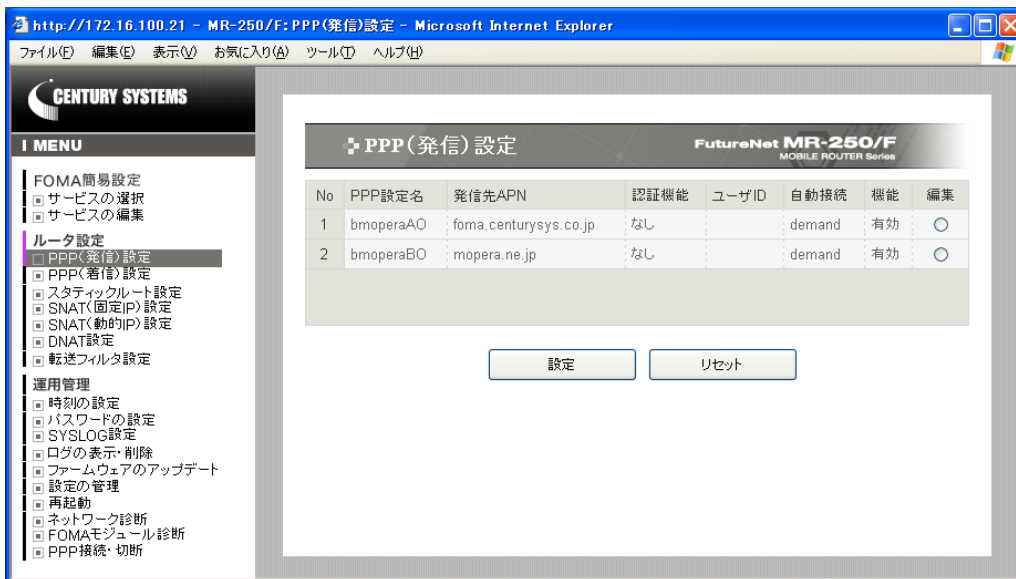 http://172.16.100.21 - MR-250/F:PPP(発信)設定 - Microsoft Internet Explorer
ファイル(F) 編集(E) 表示(V) お気に入り(A) ツール(T) ヘルプ(H)
CENTURY SYSTEMS
MENU
FOMA簡易設定
サービスの選択
サービスの編集
ルータ設定
PPP(発信)設定
PPP(着信)設定
スタティックルート設定
SNAT(固定IP)設定
SNAT(動的IP)設定
DNAT設定
転送フィルタ設定
運用管理
時刻の設定
パスワードの設定
SYSLOG設定
ログの表示・削除
ファームウェアのアップデート
設定の管理
再起動
ネットワーク診断
FOMAモジュール診断
PPP接続・切断
PPP(発信)設定
FutureNet MR-250/F
MOBILE ROUTER Series
No PPP設定名 発信先APN 認証機能 ユーザID 自動接続 機能 編集
1 bmoperaAO foma.centurysys.co.jp なし demand 有効
2 bmoperaBO mopera.ne.jp なし demand 有効
設定 リセット